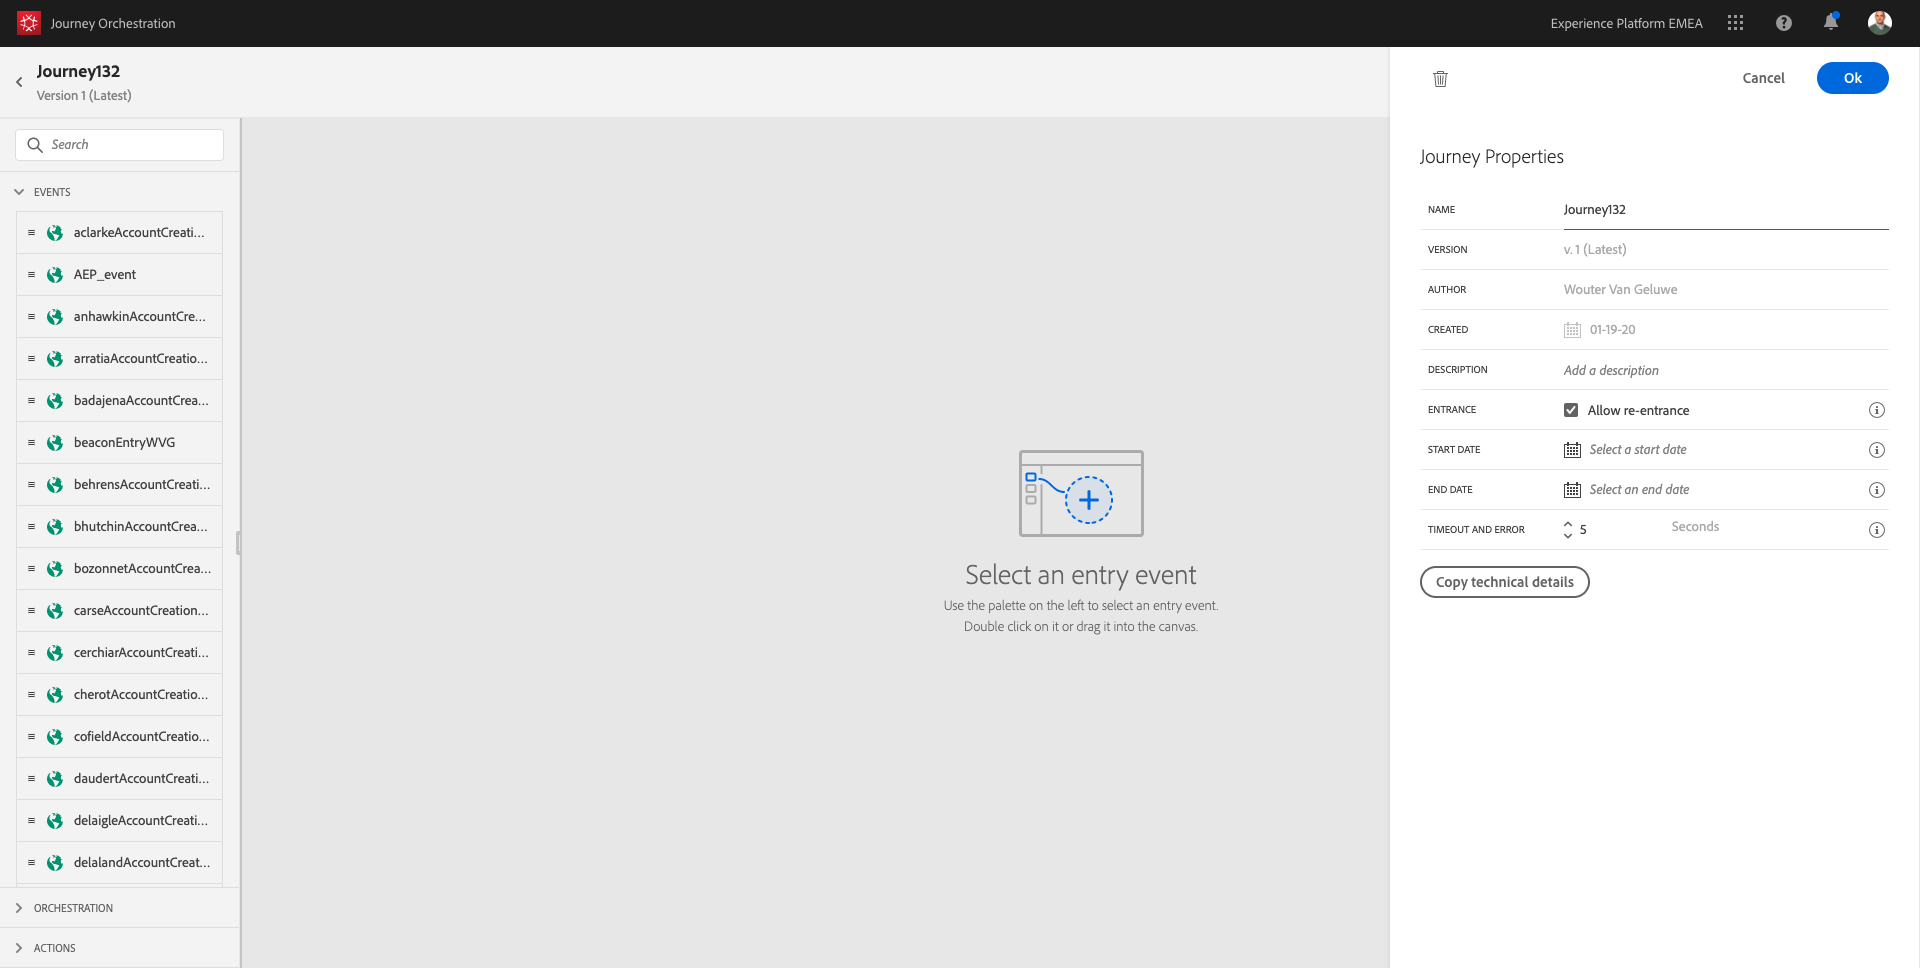 Journey Orchestration
Experience Platform EMEA
Journey132
Version 1 (Latest)
Search
EVENTS
aclarkeAccountCreati...
AEP_event
anhawkinAccountCre...
arratiaAccountCreatio...
badajenaAccountCrea...
beaconEntryWVG
behrensAccountCreati...
bhutchinAccountCrea...
bozonnetAccountCrea...
carseAccountCreation...
cerchiarAccountCreati...
cherotAccountCreatio...
cofieldAccountCreatio...
daudertAccountCreati...
delaigleAccountCreati...
delalandAccountCreat...
ORCHESTRATION
ACTIONS
Select an entry event
Use the palette on the left to select an entry event.
Double click on it or drag it into the canvas.
Cancel
Ok
Journey Properties
NAME Journey132
VERSION v. 1 (Latest)
AUTHOR Wouter Van Geluwe
CREATED 01-19-20
DESCRIPTION Add a description
ENTRANCE Allow re-entrance
START DATE Select a start date
END DATE Select an end date
TIMEOUT AND ERROR 5 Seconds
Copy technical details